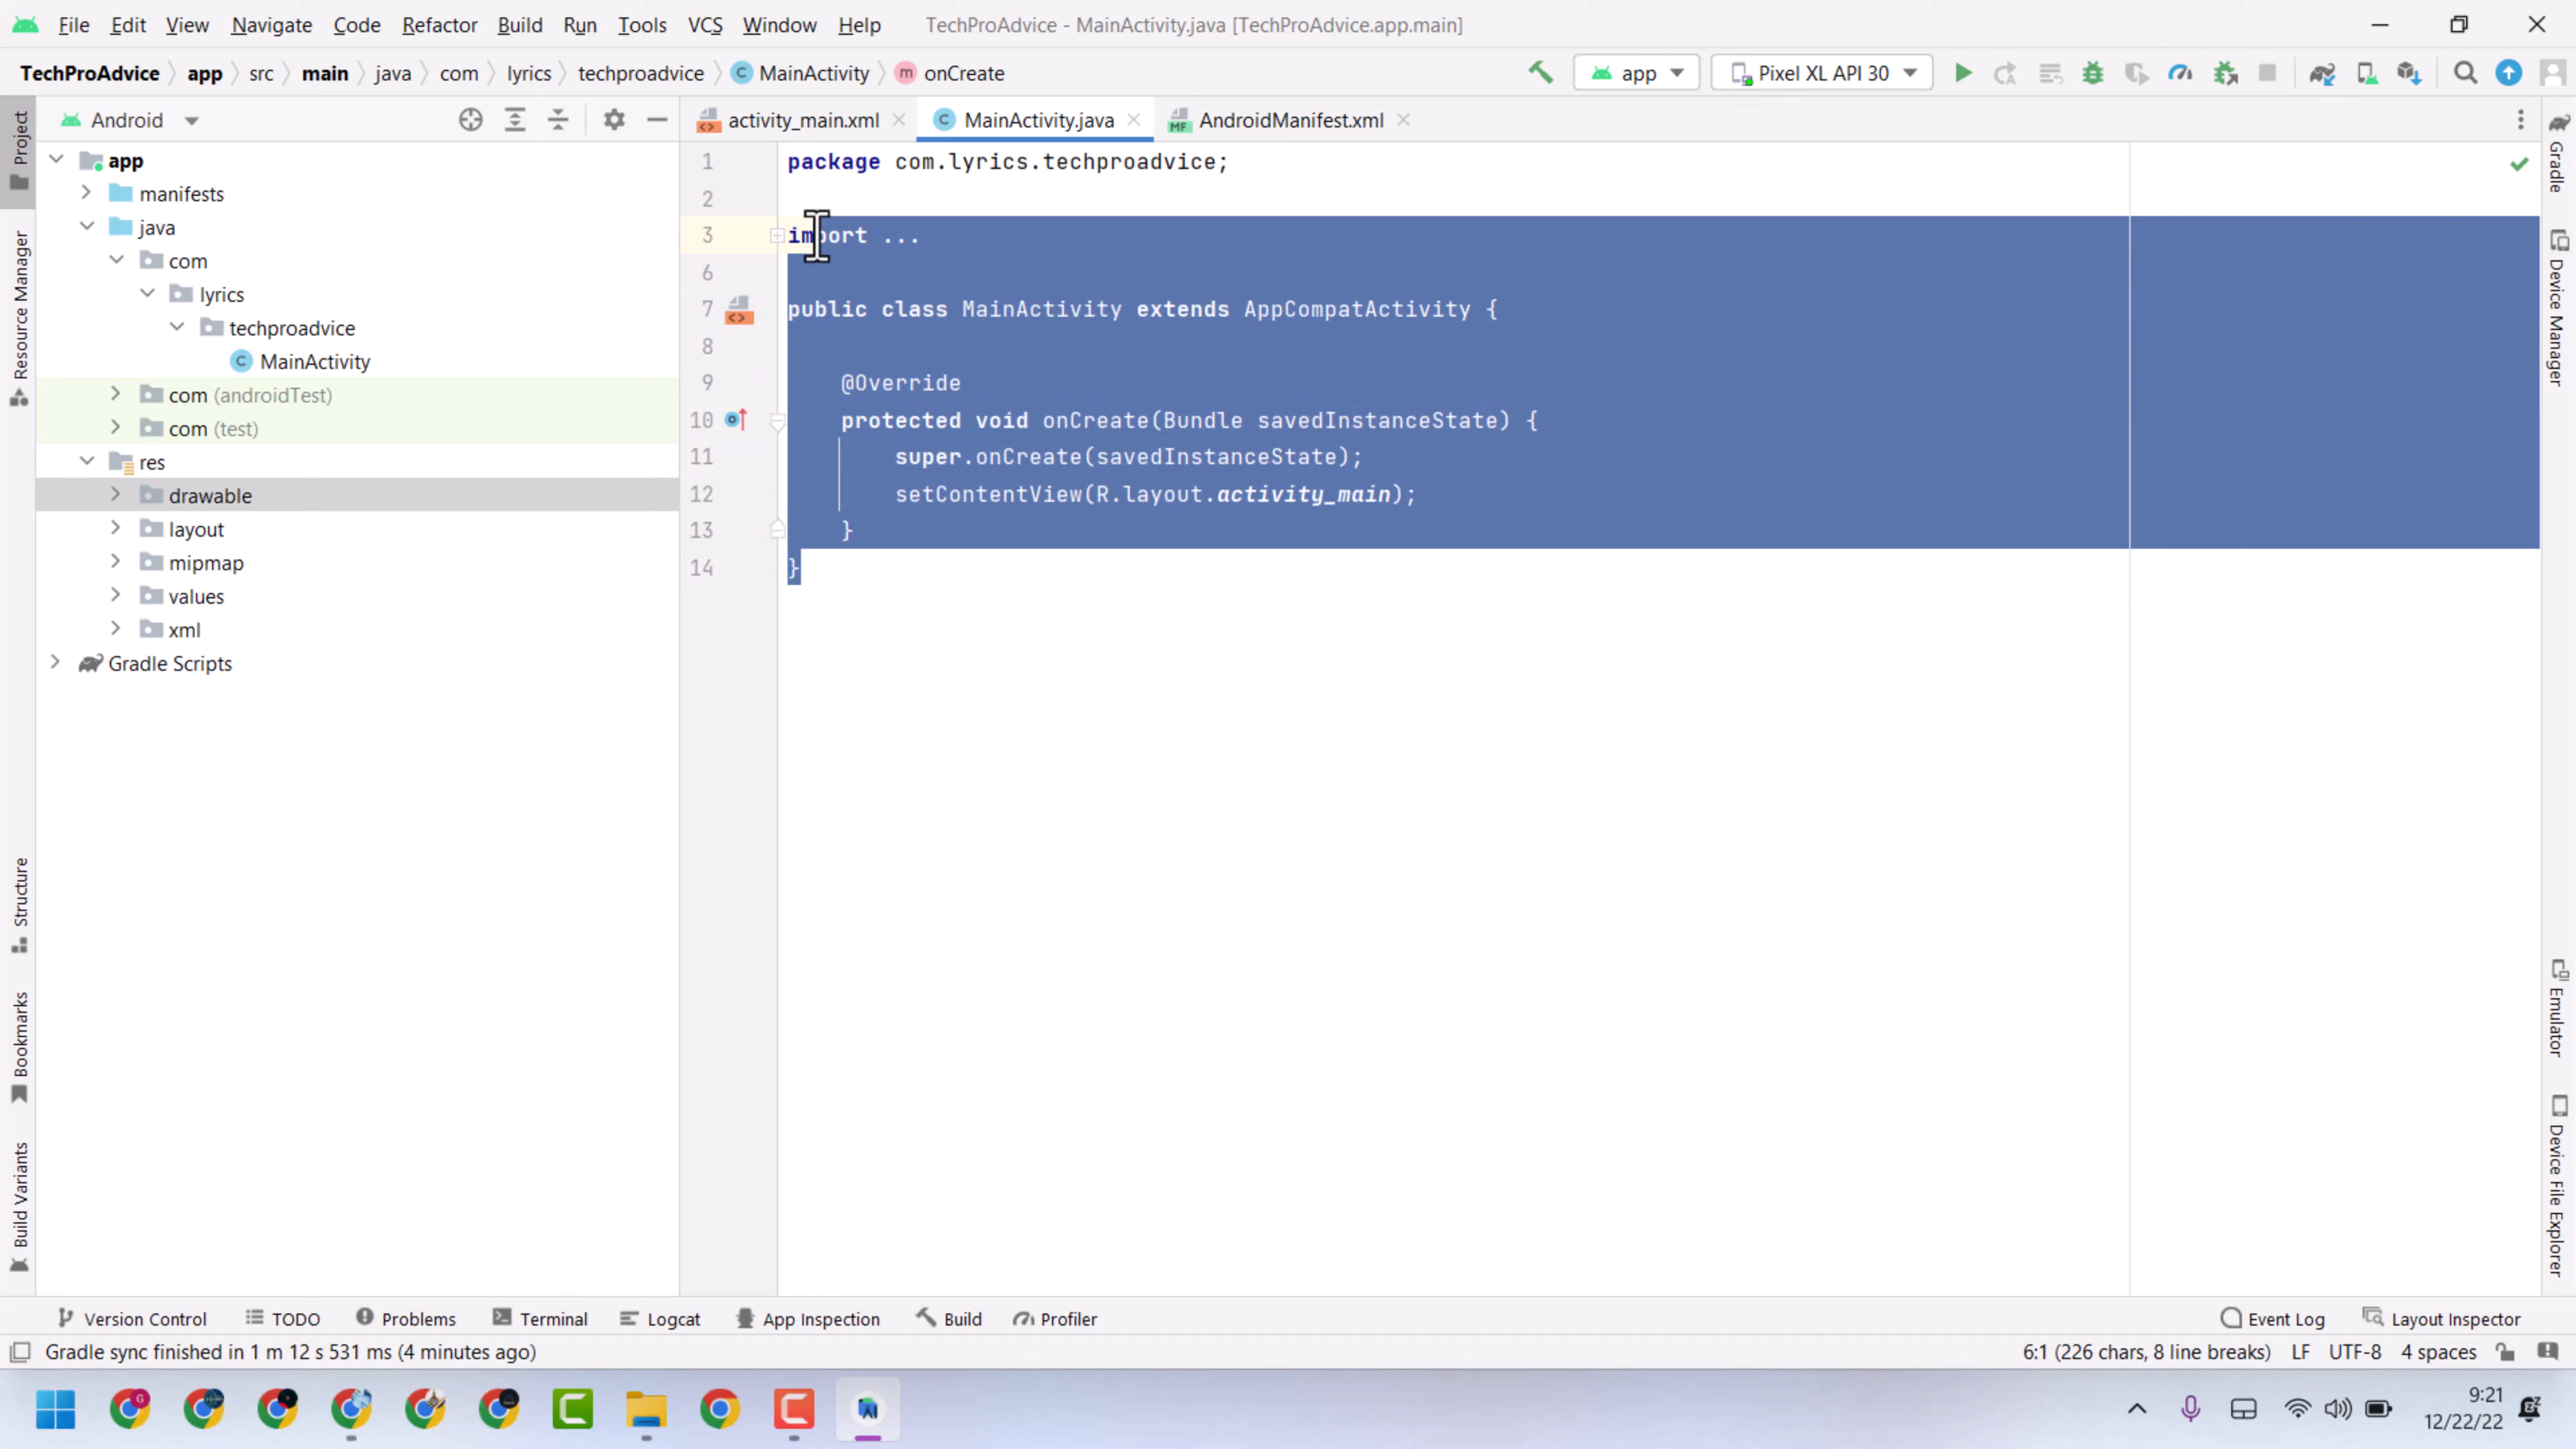 File Edit View Navigate Code Refactor Build Run Tools VCS Window Help TechProAdvice - MainActivity.java [TechProAdvice.app.main]
TechProAdvice app src main java com lyrics techproadvice C MainActivity m onCreate app Pixel XL API 30
Project
Resource Manager
Structure
Bookmarks
Build Variants
Android
app
manifests
java
com
lyrics
techproadvice
C MainActivity
com (androidTest)
com (test)
res
drawable
layout
mipmap
values
xml
Gradle Scripts
activity_main.xml C MainActivity.java MF AndroidManifest.xml
1 package com.lyrics.techproadvice;
2
3 import ...
6
7 public class MainActivity extends AppCompatActivity {
8
9 @Override
10 protected void onCreate(Bundle savedInstanceState) {
11 super.onCreate(savedInstanceState);
12 setContentView(R.layout.activity_main);
13 }
14 }
Gradle
Device Manager
Emulator
Device File Explorer
Version Control TODO Problems Terminal Logcat App Inspection Build Profiler Event Log Layout Inspector
Gradle sync finished in 1 m 12 s 531 ms (4 minutes ago) 6:1 (226 chars, 8 line breaks) LF UTF-8 4 spaces
9:21
12/22/22